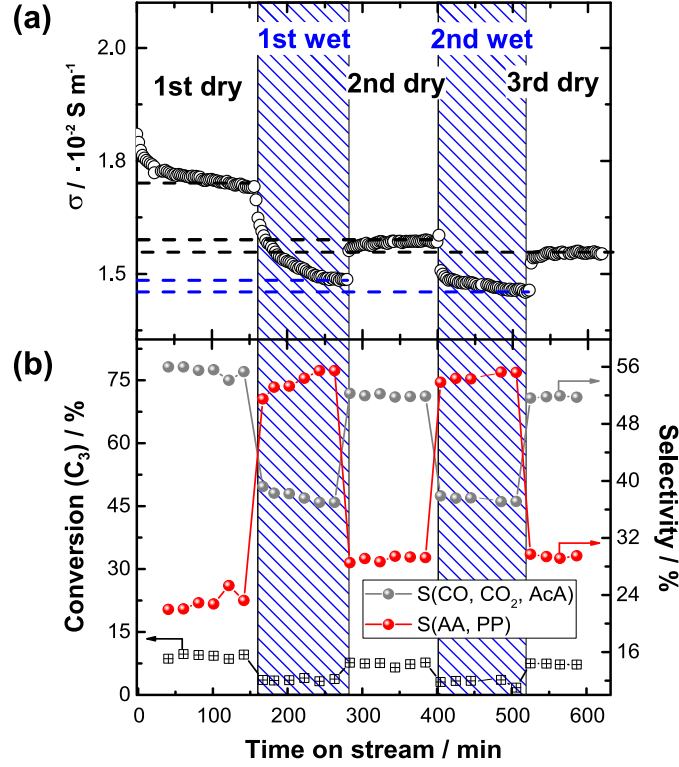 (a)
2.0
1st wet
2nd wet
1st dry
2nd dry
3rd dry
1.8
1.5
σ / ·10⁻² S m⁻¹
(b)
75
60
45
30
15
0
Conversion (C₃) / %
56
48
40
32
24
16
Selectivity / %
S(CO, CO₂, AcA)
S(AA, PP)
0 100 200 300 400 500 600
Time on stream / min